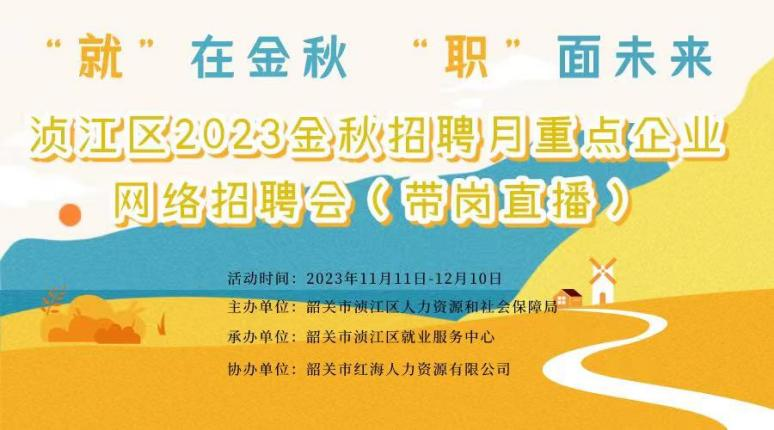 “就”在金秋 “职”面未来
浈江区2023金秋招聘月重点企业
网络招聘会（带岗直播）
活动时间：2023年11月11日-12月10日
主办单位：韶关市浈江区人力资源和社会保障局
承办单位：韶关市浈江区就业服务中心
协办单位：韶关市红海人力资源有限公司